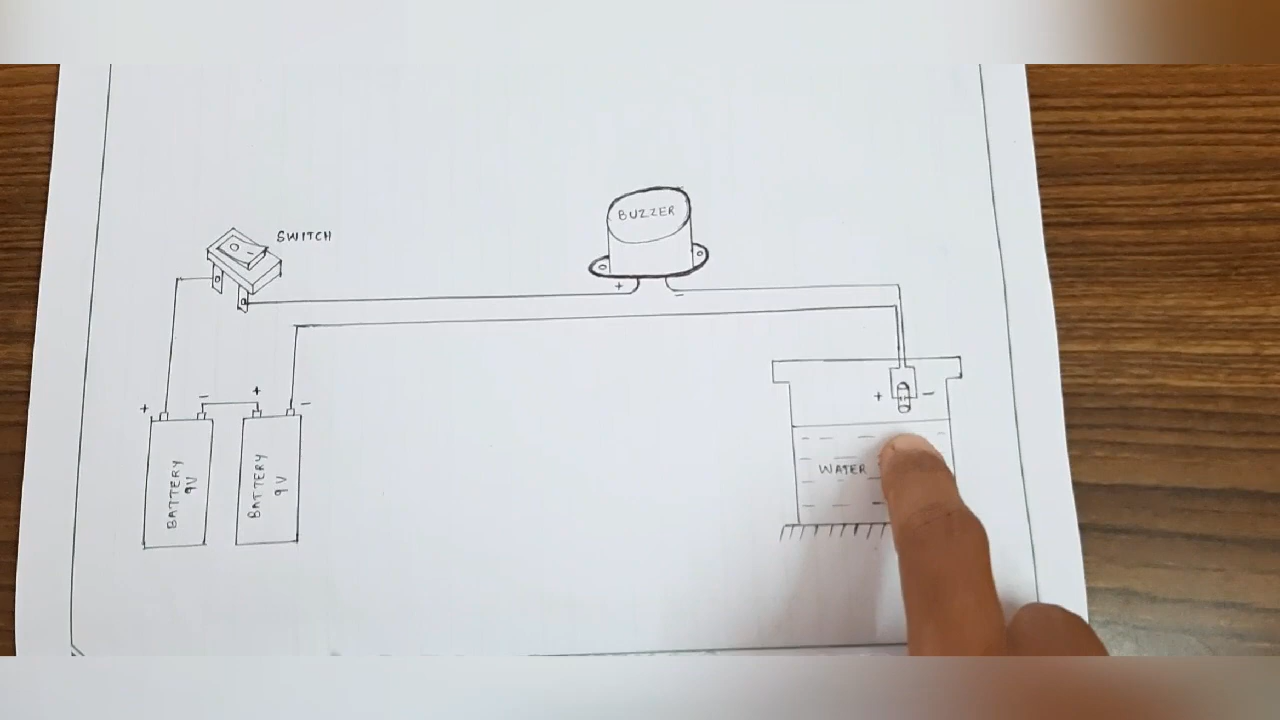 BUZZER
SWITCH
+ −
+ − + −
BATTERY
9V
BATTERY
9V
+ −
WATER